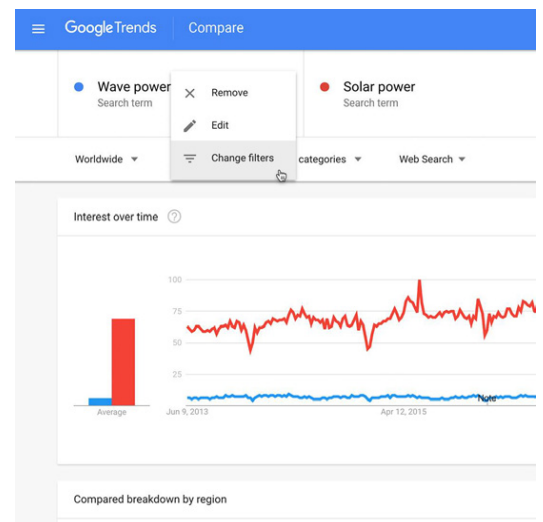 Google Trends Compare
Wave power
Search term
Solar power
Search term
Remove
Edit
Change filters
Worldwide
categories
Web Search
Interest over time
100
75
50
25
Average
Jun 9, 2013
Apr 12, 2015
Note
Compared breakdown by region